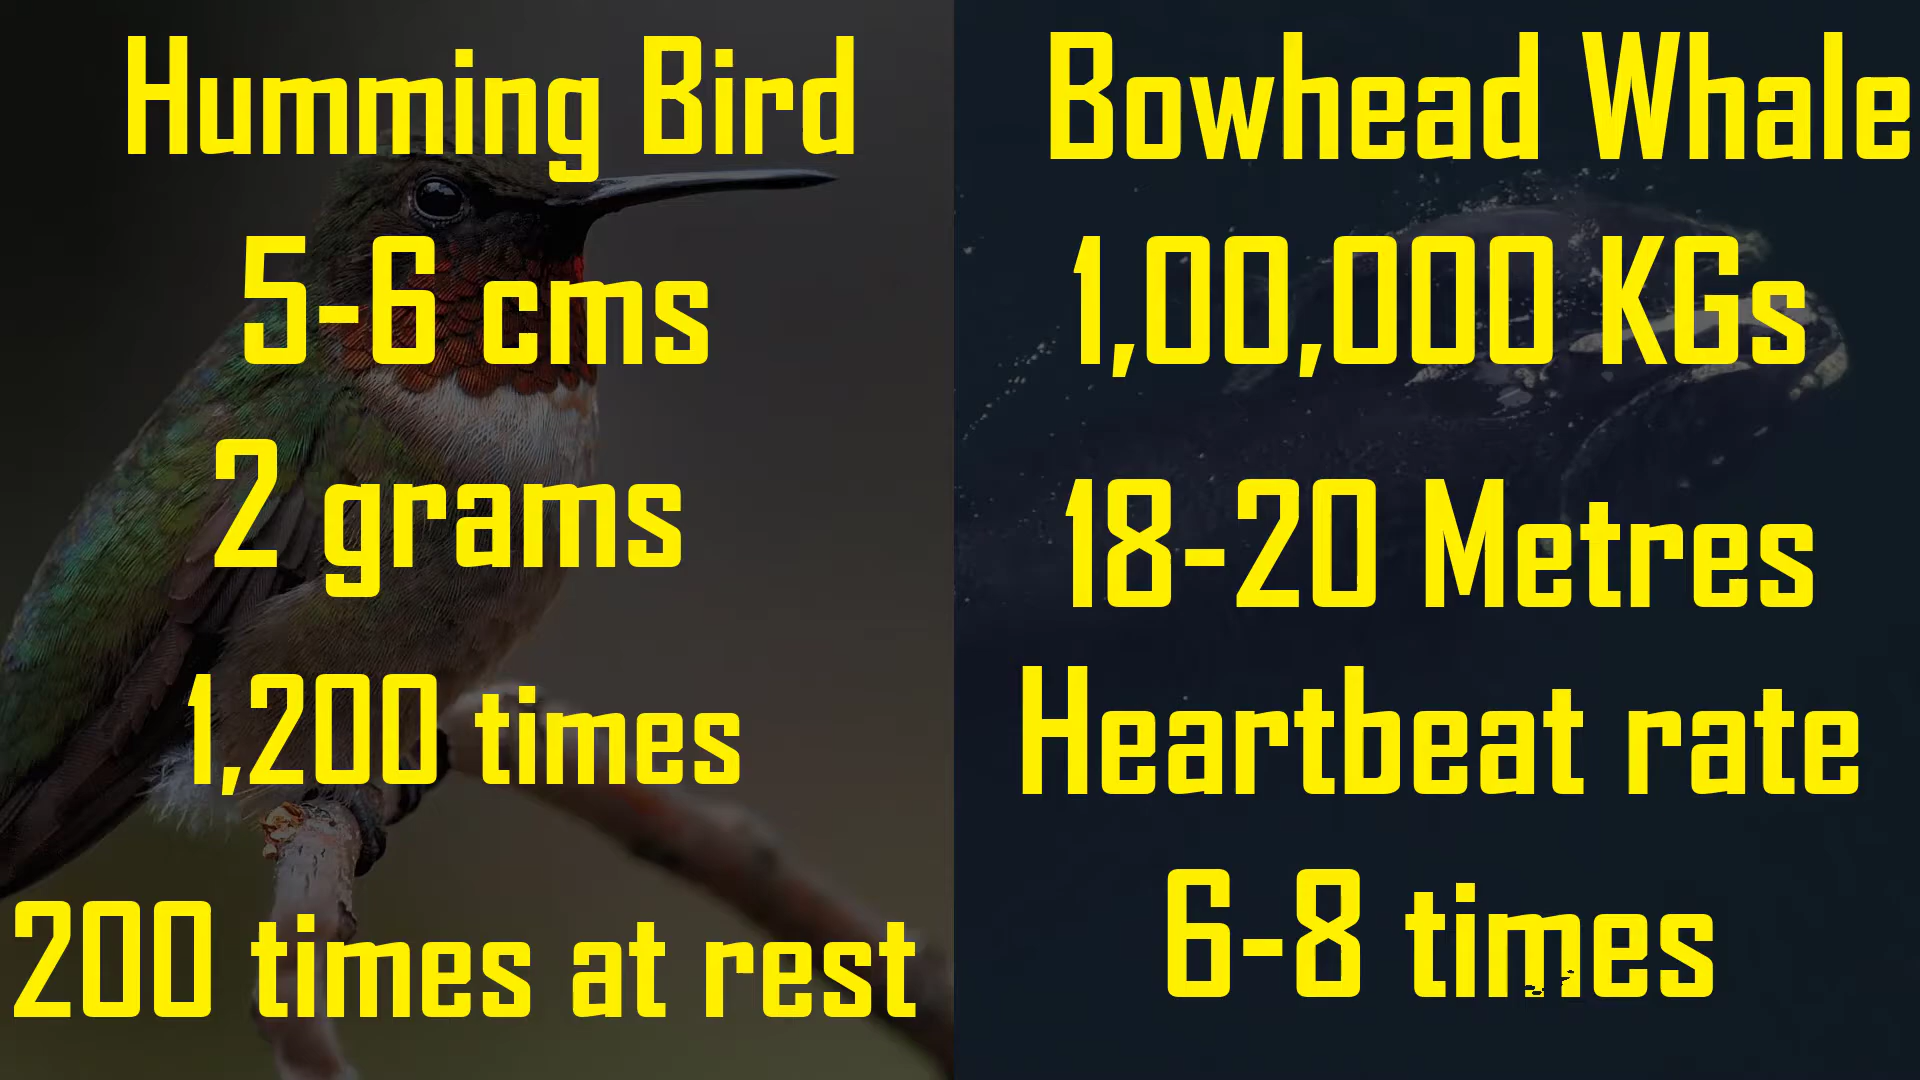 Humming Bird
5-6 cms
2 grams
1,200 times
200 times at rest
Bowhead Whale
1,00,000 KGs
18-20 Metres
Heartbeat rate
6-8 times